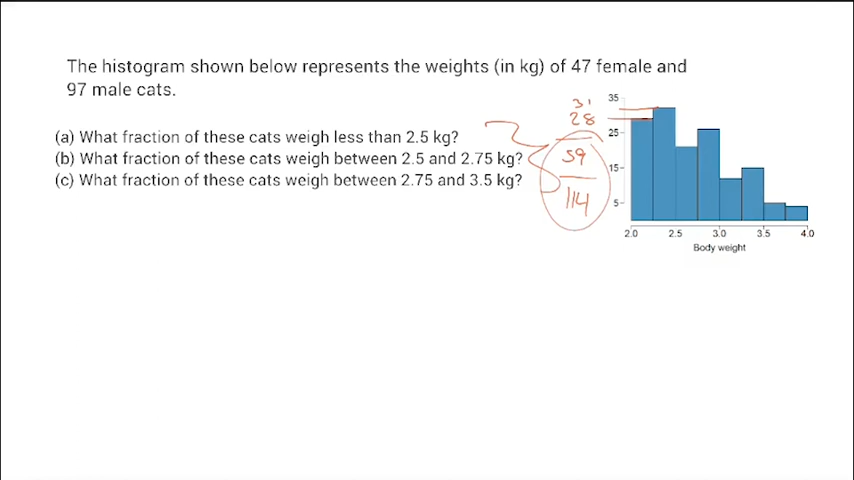 The histogram shown below represents the weights (in kg) of 47 female and
97 male cats.
(a) What fraction of these cats weigh less than 2.5 kg?
(b) What fraction of these cats weigh between 2.5 and 2.75 kg?
(c) What fraction of these cats weigh between 2.75 and 3.5 kg?
31
28
59
114
35
25
15
5
2.0 2.5 3.0 3.5 4.0
Body weight